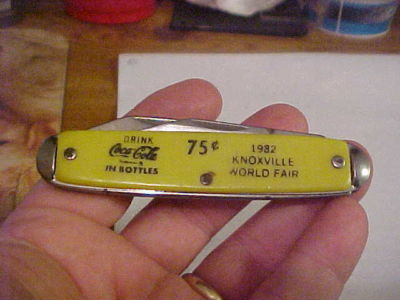 DRINK
Coca-Cola
IN BOTTLES
75¢
1982
KNOXVILLE
WORLD FAIR